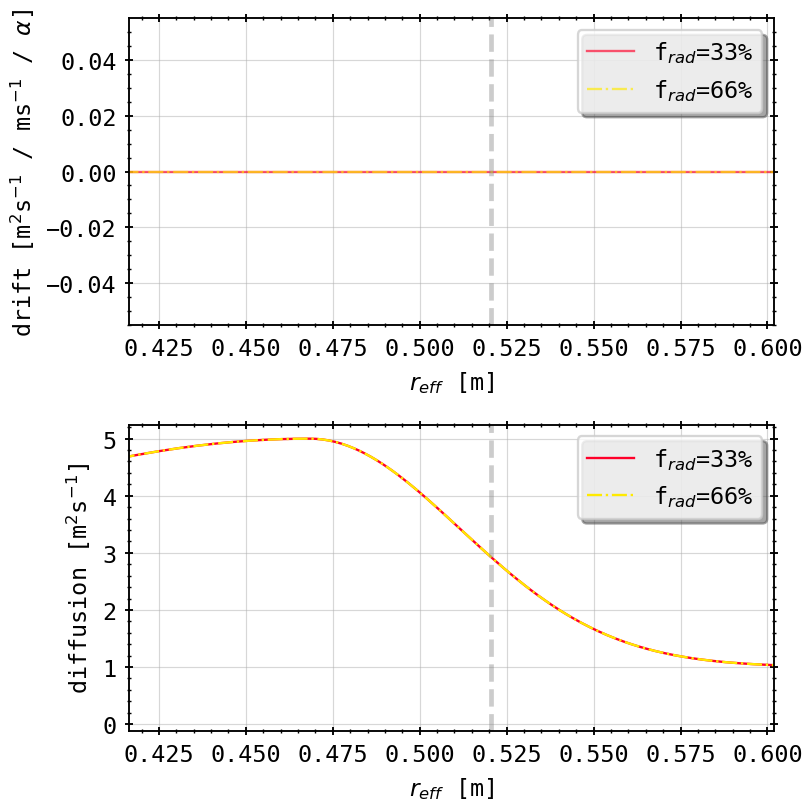 drift [m²s⁻¹ / ms⁻¹ / α]
0.04
0.02
0.00
−0.02
−0.04
f_rad=33%
f_rad=66%
0.425 0.450 0.475 0.500 0.525 0.550 0.575 0.600
r_eff [m]
diffusion [m²s⁻¹]
5
4
3
2
1
0
f_rad=33%
f_rad=66%
0.425 0.450 0.475 0.500 0.525 0.550 0.575 0.600
r_eff [m]